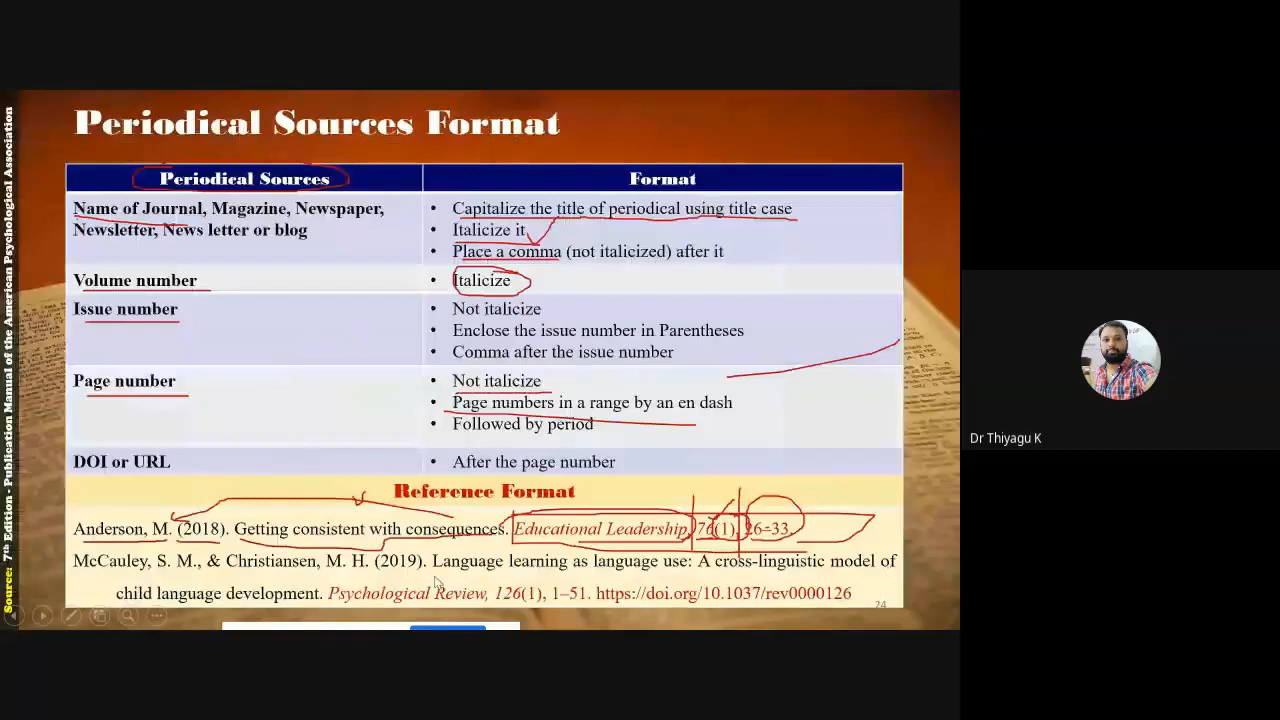 Periodical Sources Format
Periodical Sources
Format
Name of Journal, Magazine, Newspaper,
Newsletter, News letter or blog
• Capitalize the title of periodical using title case
• Italicize it
• Place a comma (not italicized) after it
Volume number
• Italicize
Issue number
• Not italicize
• Enclose the issue number in Parentheses
• Comma after the issue number
Page number
• Not italicize
• Page numbers in a range by an en dash
• Followed by period
DOI or URL
• After the page number
Reference Format
Anderson, M. (2018). Getting consistent with consequences. Educational Leadership, 76(1), 26–33.
McCauley, S. M., & Christiansen, M. H. (2019). Language learning as language use: A cross-linguistic model of
child language development. Psychological Review, 126(1), 1–51. https://doi.org/10.1037/rev0000126
24
Source: 7th Edition - Publication Manual of the American Psychological Association
Dr Thiyagu K